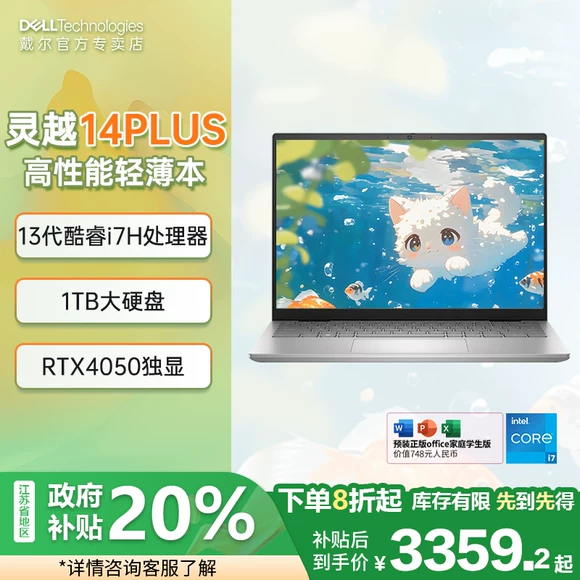 DELLTechnologies
戴尔官方专卖店
灵越14PLUS
高性能轻薄本
13代酷睿i7H处理器
1TB大硬盘
RTX4050独显
W P X
预装正版office家庭学生版
价值748元人民币
intel
CORE
i7
江苏省地区
政府补贴20%
*详情咨询客服了解
下单8折起 库存有限 先到先得
补贴后
到手价¥3359.2起